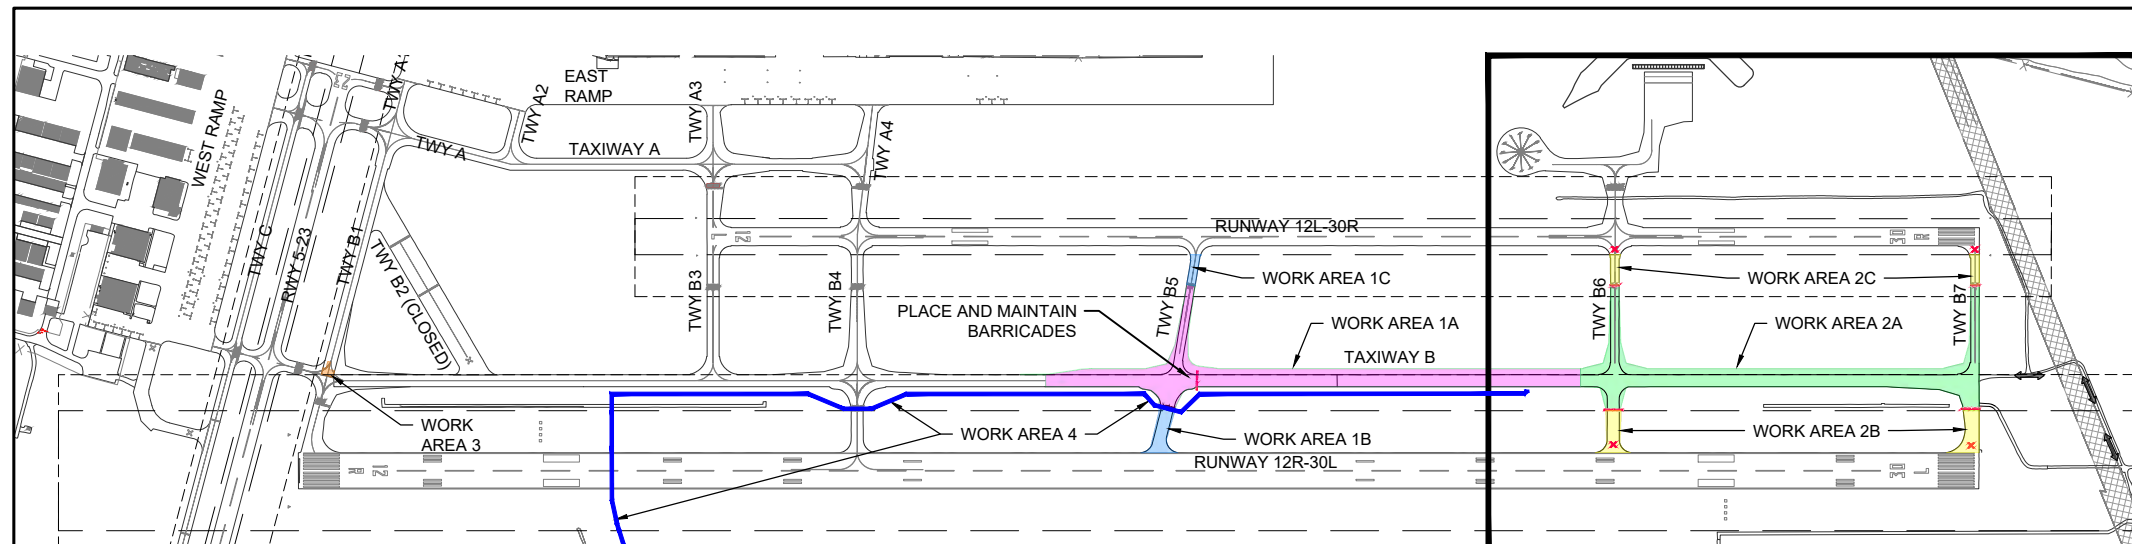 EAST
RAMP
TWY A
TWY A2
TWY A3
TWY A4
WEST RAMP
TWY A
TAXIWAY A
TWY C
RWY 5-23
TWY B1
TWY B2 (CLOSED)
RUNWAY 12L-30R
TWY B3
TWY B4
TWY B5
TWY B6
TWY B7
WORK AREA 1C
WORK AREA 2C
PLACE AND MAINTAIN
BARRICADES
WORK AREA 1A
WORK AREA 2A
TAXIWAY B
WORK
AREA 3
WORK AREA 4
WORK AREA 1B
WORK AREA 2B
RUNWAY 12R-30L
12
R
30
L